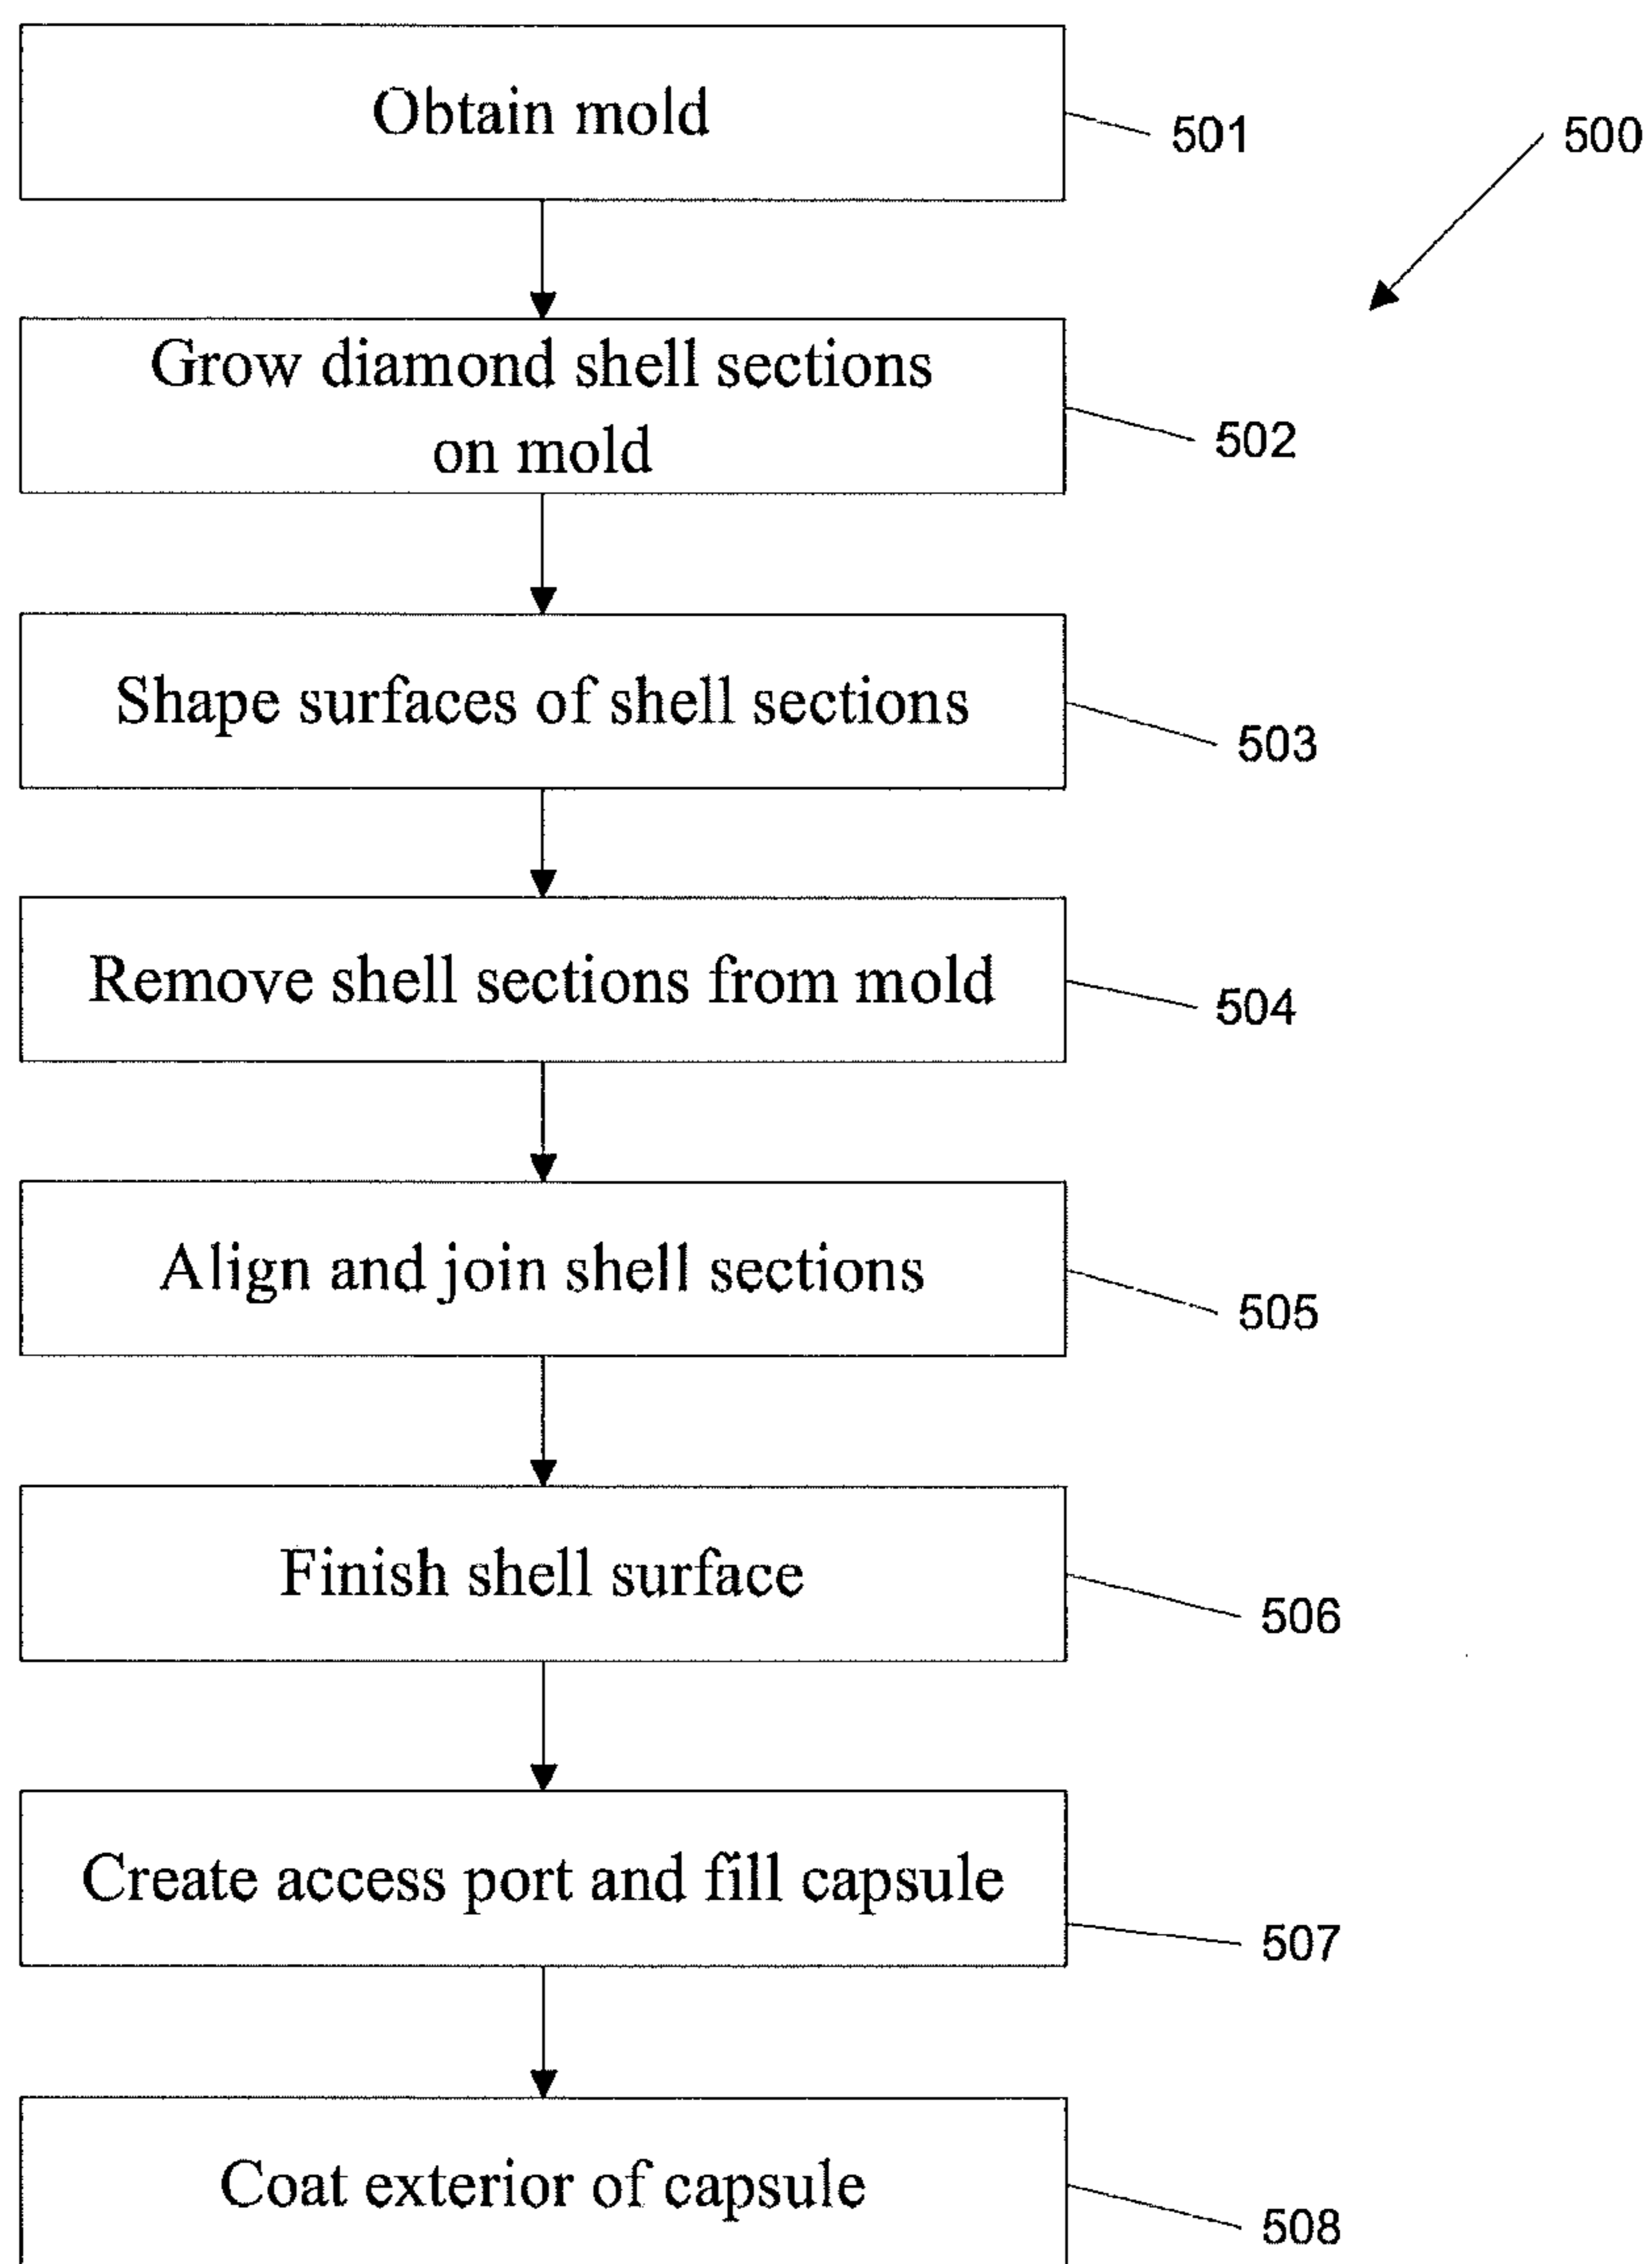 Obtain mold
501
500
Grow diamond shell sections
on mold
502
Shape surfaces of shell sections
503
Remove shell sections from mold
504
Align and join shell sections
505
Finish shell surface
506
Create access port and fill capsule
507
Coat exterior of capsule
508